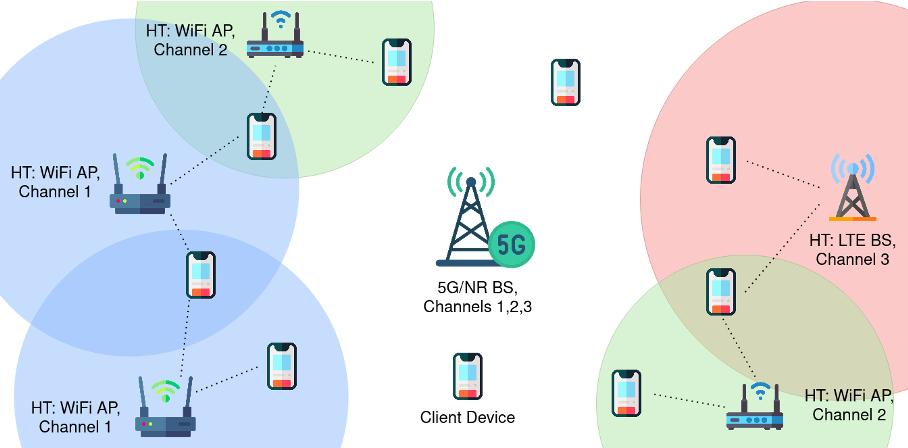 HT: WiFi AP,
Channel 2
HT: WiFi AP,
Channel 1
5G
5G/NR BS,
Channels 1,2,3
HT: LTE BS,
Channel 3
HT: WiFi AP,
Channel 1
Client Device
HT: WiFi AP,
Channel 2